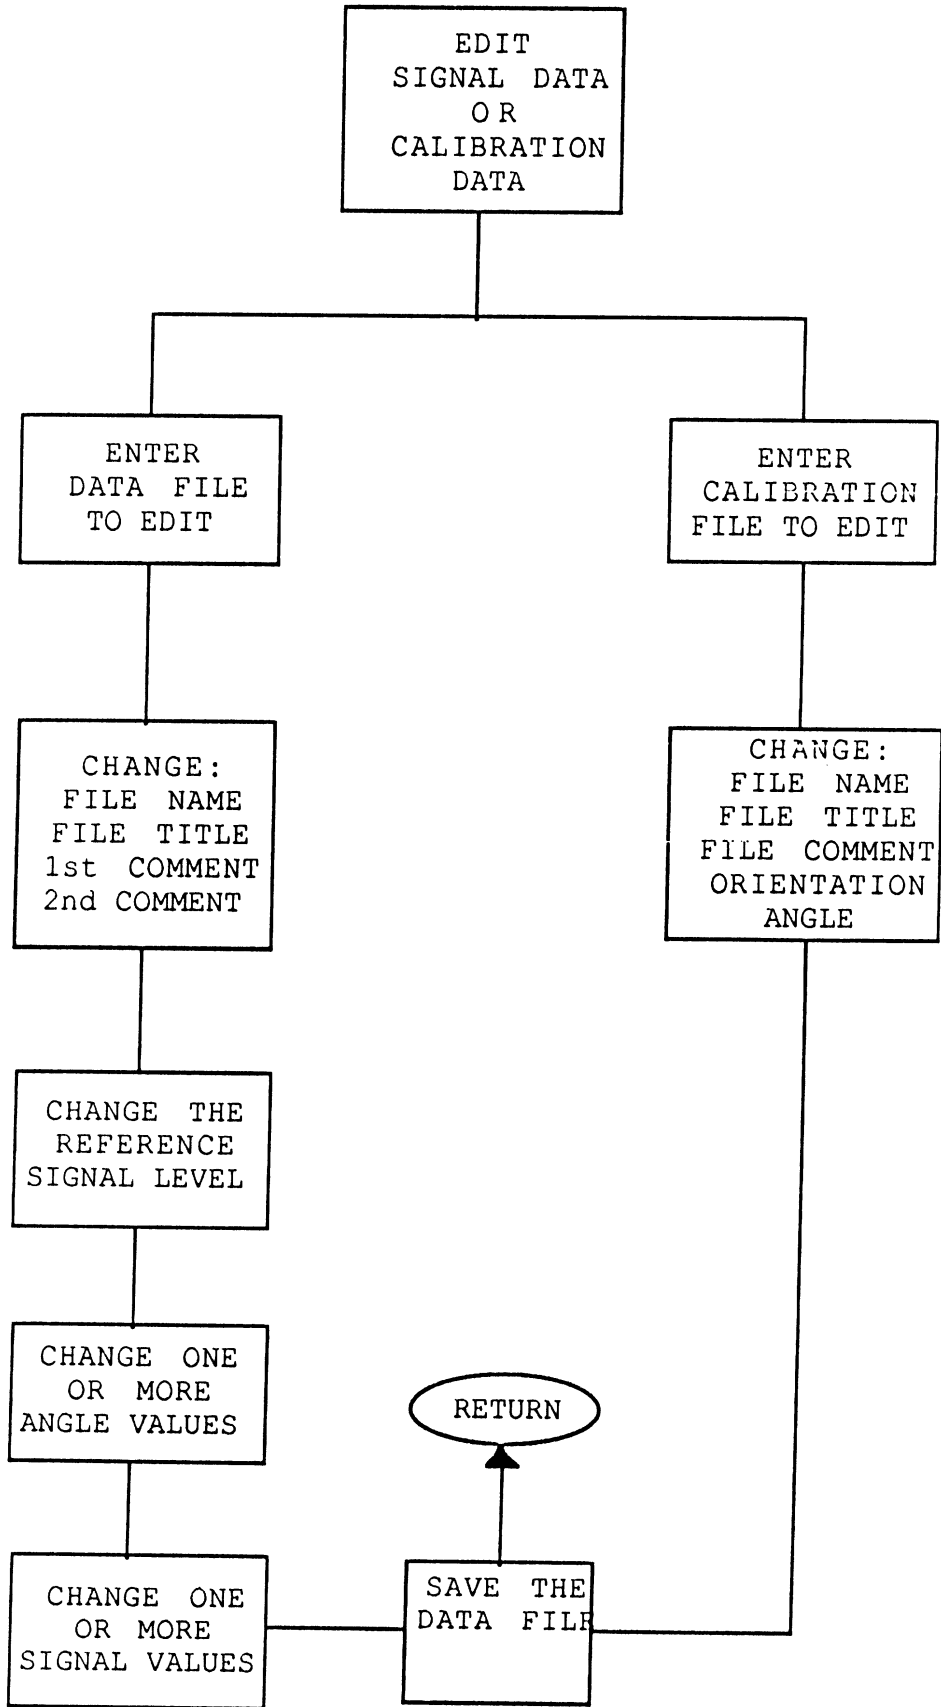 EDIT
SIGNAL DATA
OR
CALIBRATION
DATA
ENTER
DATA FILE
TO EDIT
ENTER
CALIBRATION
FILE TO EDIT
CHANGE:
FILE NAME
FILE TITLE
1st COMMENT
2nd COMMENT
CHANGE:
FILE NAME
FILE TITLE
FILE COMMENT
ORIENTATION
ANGLE
CHANGE THE
REFERENCE
SIGNAL LEVEL
CHANGE ONE
OR MORE
ANGLE VALUES
RETURN
CHANGE ONE
OR MORE
SIGNAL VALUES
SAVE THE
DATA FILE